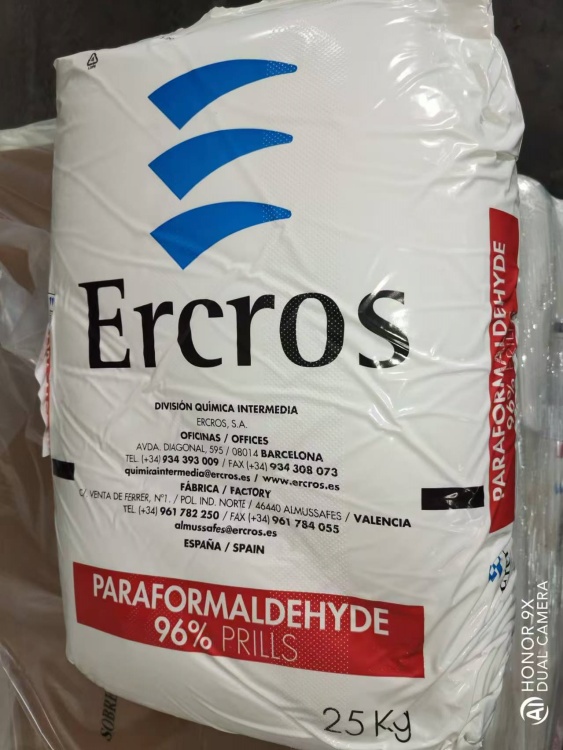 Ercros
DIVISIÓN QUÍMICA INTERMEDIA
ERCROS, S.A.
OFICINAS / OFFICES
AVDA. DIAGONAL, 595 / 08014 BARCELONA
TEL. (+34) 934 393 009 / FAX (+34) 934 308 073
quimicaintermedia@ercros.es / www.ercros.es
FÁBRICA / FACTORY
C/ VENTA DE FERRER, Nº1. / POL. IND. NORTE / 46440 ALMUSSAFES / VALENCIA
TEL (+34) 961 782 250 / FAX (+34) 961 784 055
almussafes@ercros.es
ESPAÑA / SPAIN
PARAFORMALDEHYDE
96% PRILLS
25 Kg
PARAFORMALDEHYDE
96%
HONOR 9X
DUAL CAMERA